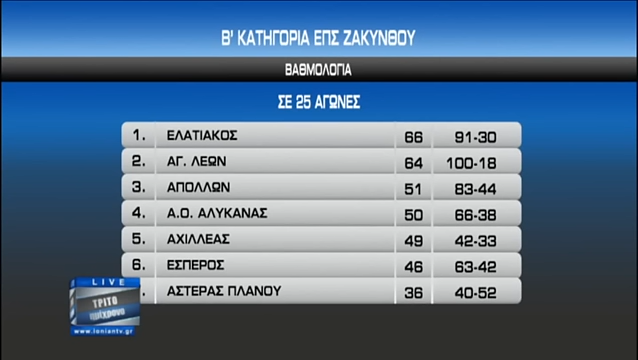 Β' ΚΑΤΗΓΟΡΙΑ ΕΠΣ ΖΑΚΥΝΘΟΥ
ΒΑΘΜΟΛΟΓΙΑ
ΣΕ 25 ΑΓΩΝΕΣ
1. ΕΛΑΤΙΑΚΟΣ 66 91-30
2. ΑΓ. ΛΕΩΝ 64 100-18
3. ΑΠΟΛΛΩΝ 51 83-44
4. Α.Ο. ΑΛΥΚΑΝΑΣ 50 66-38
5. ΑΧΙΛΛΕΑΣ 49 42-33
6. ΕΣΠΕΡΟΣ 46 63-42
. ΑΣΤΕΡΑΣ ΠΛΑΝΟΥ 36 40-52
LIVE
ΤΡΙΤΟ
ημίχρονο
www.ioniantv.gr